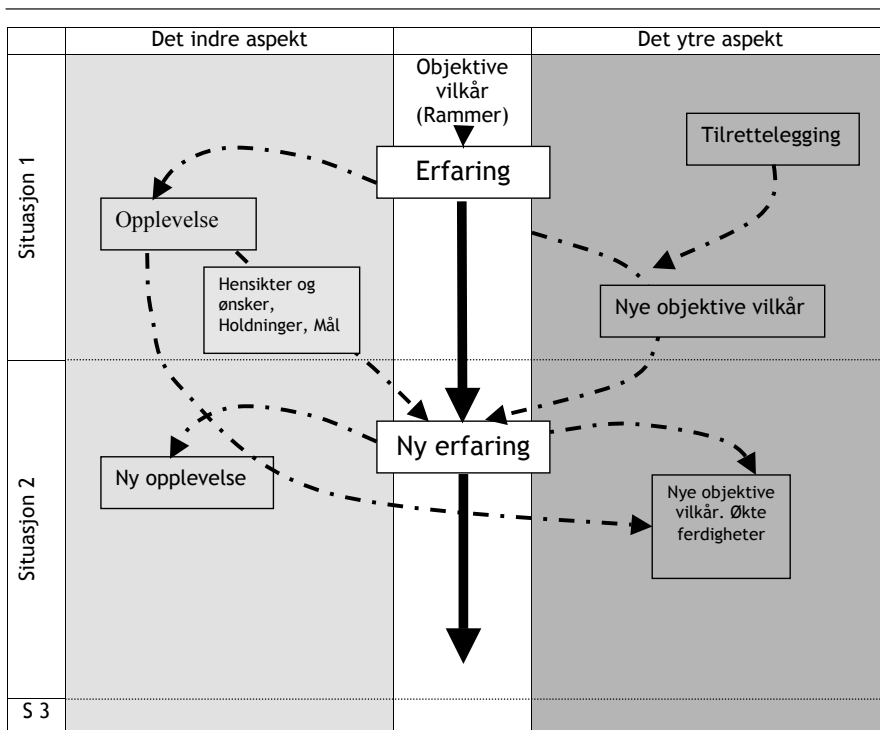 Det indre aspekt
Det ytre aspekt
Situasjon 1
Objektive
vilkår
(Rammer)
Tilrettelegging
Erfaring
Opplevelse
Hensikter og
ønsker,
Holdninger, Mål
Nye objektive vilkår
Situasjon 2
Ny erfaring
Ny opplevelse
Nye objektive
vilkår. Økte
ferdigheter
S 3